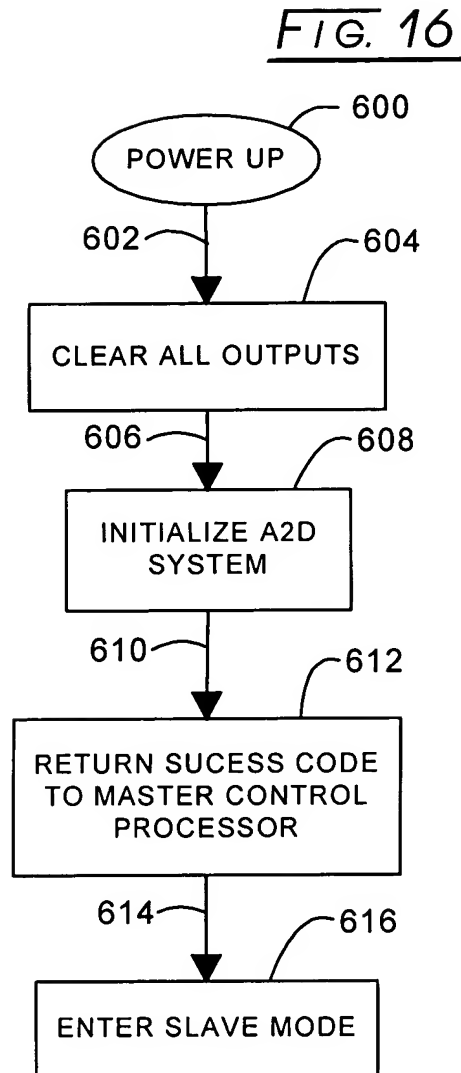 FIG. 16
600
POWER UP
602
604
CLEAR ALL OUTPUTS
606
608
INITIALIZE A2D
SYSTEM
610
612
RETURN SUCESS CODE
TO MASTER CONTROL
PROCESSOR
614
616
ENTER SLAVE MODE